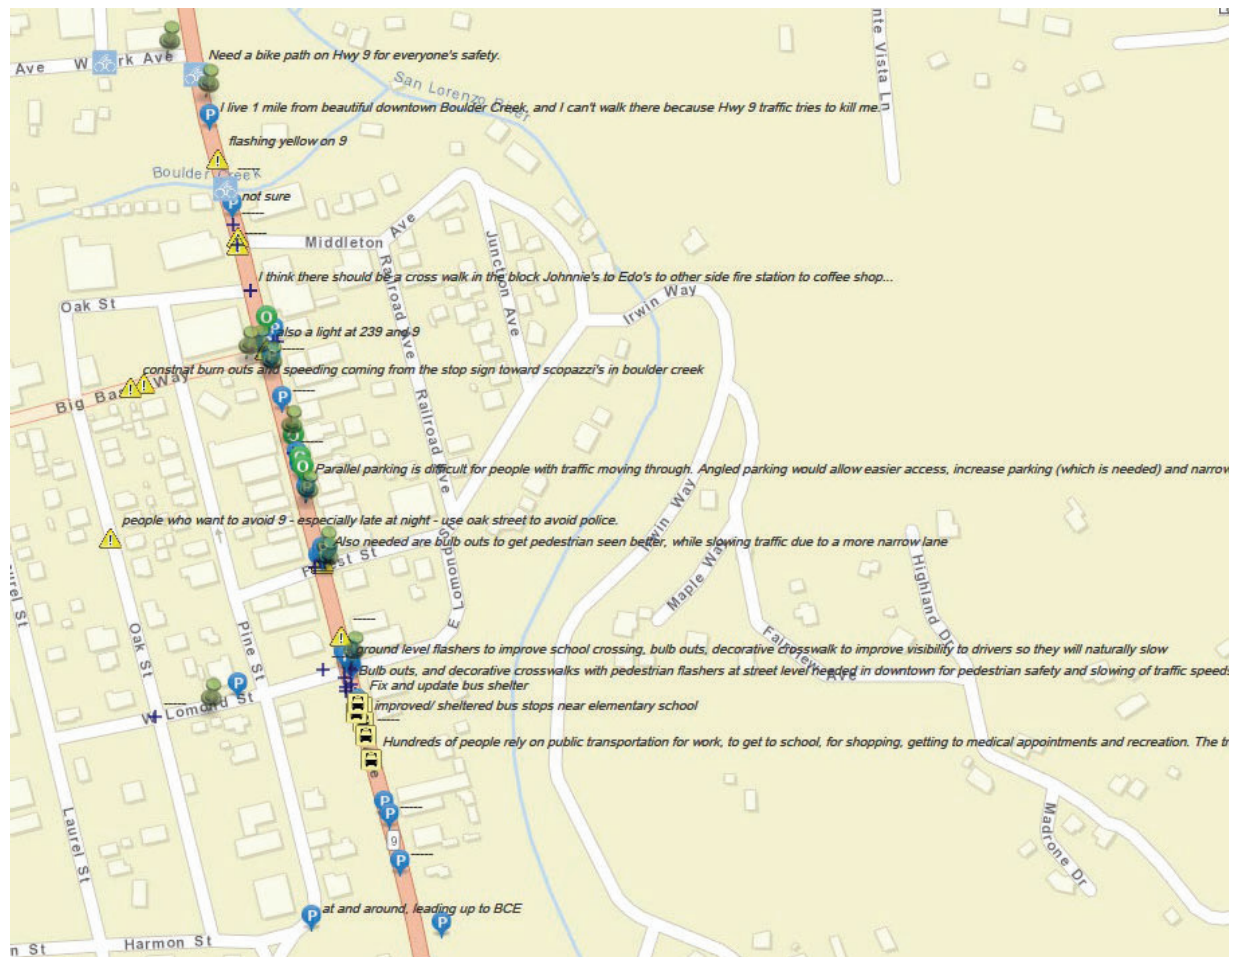 nte Vista Ln
Need a bike path on Hwy 9 for everyone's safety.
Ave
W rk Ave
San Lorenzo River
I live 1 mile from beautiful downtown Boulder Creek, and I can't walk there because Hwy 9 traffic tries to kill me.
P
flashing yellow on 9
-----
Boulder Creek
not sure
P
-----
-----
Middleton Ave
Junction Ave
I think there should be a cross walk in the block Johnnie's to Edo's to other side fire station to coffee shop...
Railroad Ave
Irwin Way
Oak St
O
also a light at 239 and 9
-----
constnat burn outs and speeding coming from the stop sign toward scopazzi's in boulder creek
Big Ba Way
P
-----
Railroad Ave
-----
O
Parallel parking is difficult for people with traffic moving through. Angled parking would allow easier access, increase parking (which is needed) and narrow
Irwin Way
people who want to avoid 9 - especially late at night - use oak street to avoid police.
Also needed are bulb outs to get pedestrian seen better, while slowing traffic due to a more narrow lane
F st St
Maple Way
Highland Dr
E Lomond St
urel St
Oak St
Pine St
-----
Fairview Ave
ground level flashers to improve school crossing, bulb outs, decorative crosswalk to improve visibility to drivers so they will naturally slow
Bulb outs, and decorative crosswalks with pedestrian flashers at street level needed in downtown for pedestrian safety and slowing of traffic speeds
P
Fix and update bus shelter
W Lomond St
-----
improved/ sheltered bus stops near elementary school
-----
Hundreds of people rely on public transportation for work, to get to school, for shopping, getting to medical appointments and recreation. The tr
P
P
-----
9
Laurel St
Madrone Dr
P
-----
P
at and around, leading up to BCE
P
n St
Harmon St